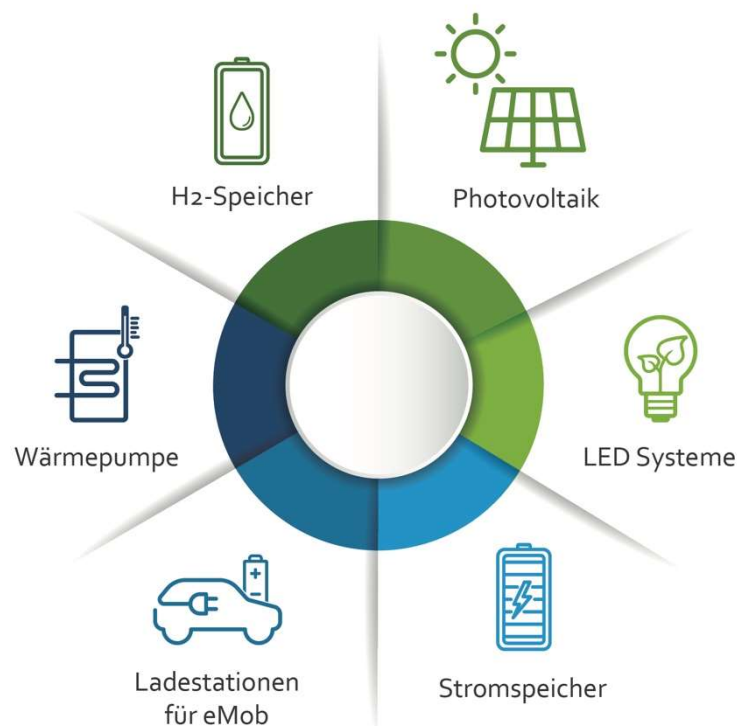 H2-Speicher
Photovoltaik
Wärmepumpe
LED Systeme
Ladestationen
für eMob
Stromspeicher